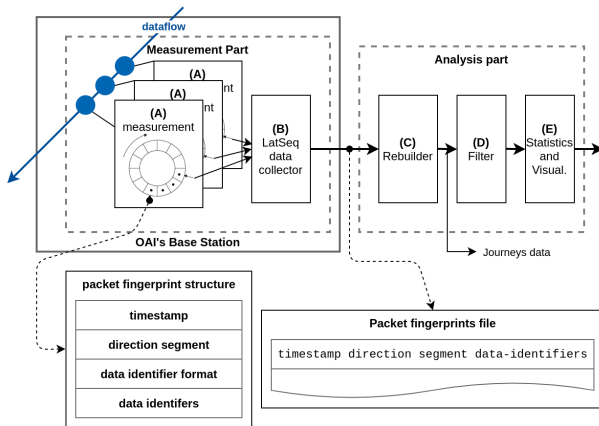 dataflow
Measurement Part
(A)
nt
(A)
nt
(A)
measurement
(B)
LatSeq
data
collector
OAI's Base Station
Analysis part
(C)
Rebuilder
(D)
Filter
(E)
Statistics
and
Visual.
Journeys data
packet fingerprint structure
timestamp
direction segment
data identifier format
data identifers
Packet fingerprints file
timestamp direction segment data-identifiers